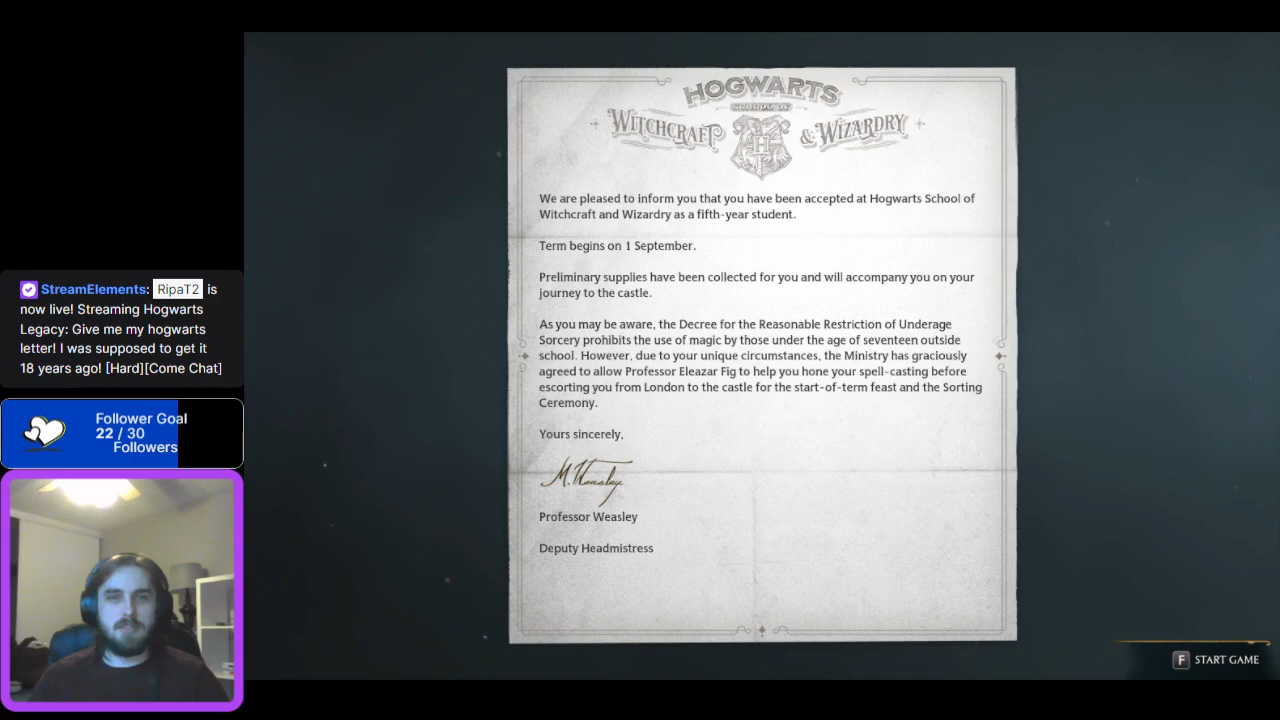 HOGWARTS
SCHOOL OF
WITCHCRAFT & WIZARDRY
H
We are pleased to inform you that you have been accepted at Hogwarts School of
Witchcraft and Wizardry as a fifth-year student.
Term begins on 1 September.
Preliminary supplies have been collected for you and will accompany you on your
journey to the castle.
As you may be aware, the Decree for the Reasonable Restriction of Underage
Sorcery prohibits the use of magic by those under the age of seventeen outside
school. However, due to your unique circumstances, the Ministry has graciously
agreed to allow Professor Eleazar Fig to help you hone your spell-casting before
escorting you from London to the castle for the start-of-term feast and the Sorting
Ceremony.
Yours sincerely,
M. Weasley
Professor Weasley
Deputy Headmistress
StreamElements: RipaT2 is
now live! Streaming Hogwarts
Legacy: Give me my hogwarts
letter! I was supposed to get it
18 years ago! [Hard][Come Chat]
Follower Goal
22 / 30
Followers
F START GAME